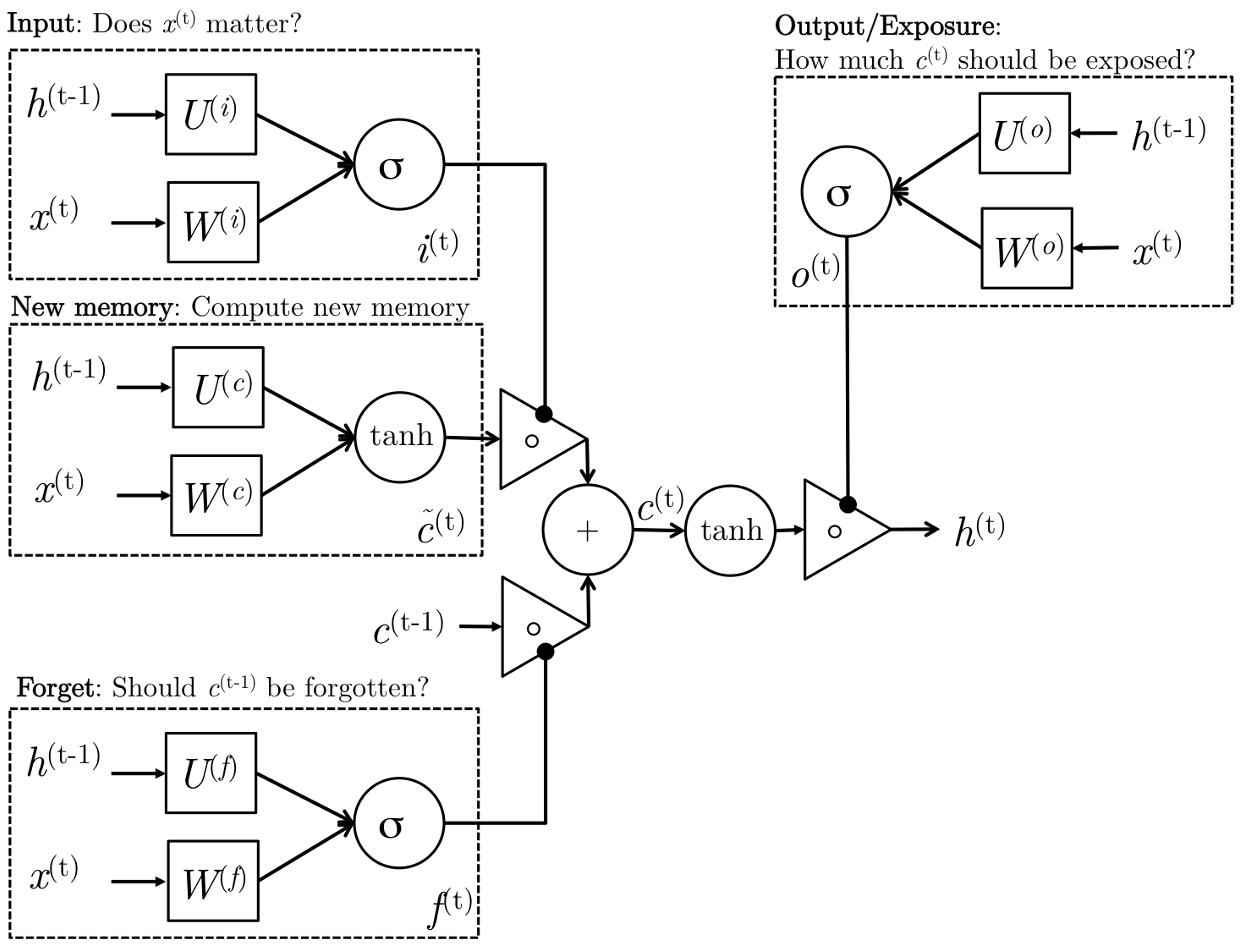 Input: Does x^(t) matter?
h^(t-1)
U^(i)
σ
x^(t)
W^(i)
i^(t)
New memory: Compute new memory
h^(t-1)
U^(c)
tanh
x^(t)
W^(c)
c̃^(t)
Forget: Should c^(t-1) be forgotten?
h^(t-1)
U^(f)
σ
x^(t)
W^(f)
f^(t)
c^(t-1)
∘
∘
+
c^(t)
tanh
∘
h^(t)
Output/Exposure:
How much c^(t) should be exposed?
U^(o)
h^(t-1)
σ
W^(o)
x^(t)
o^(t)